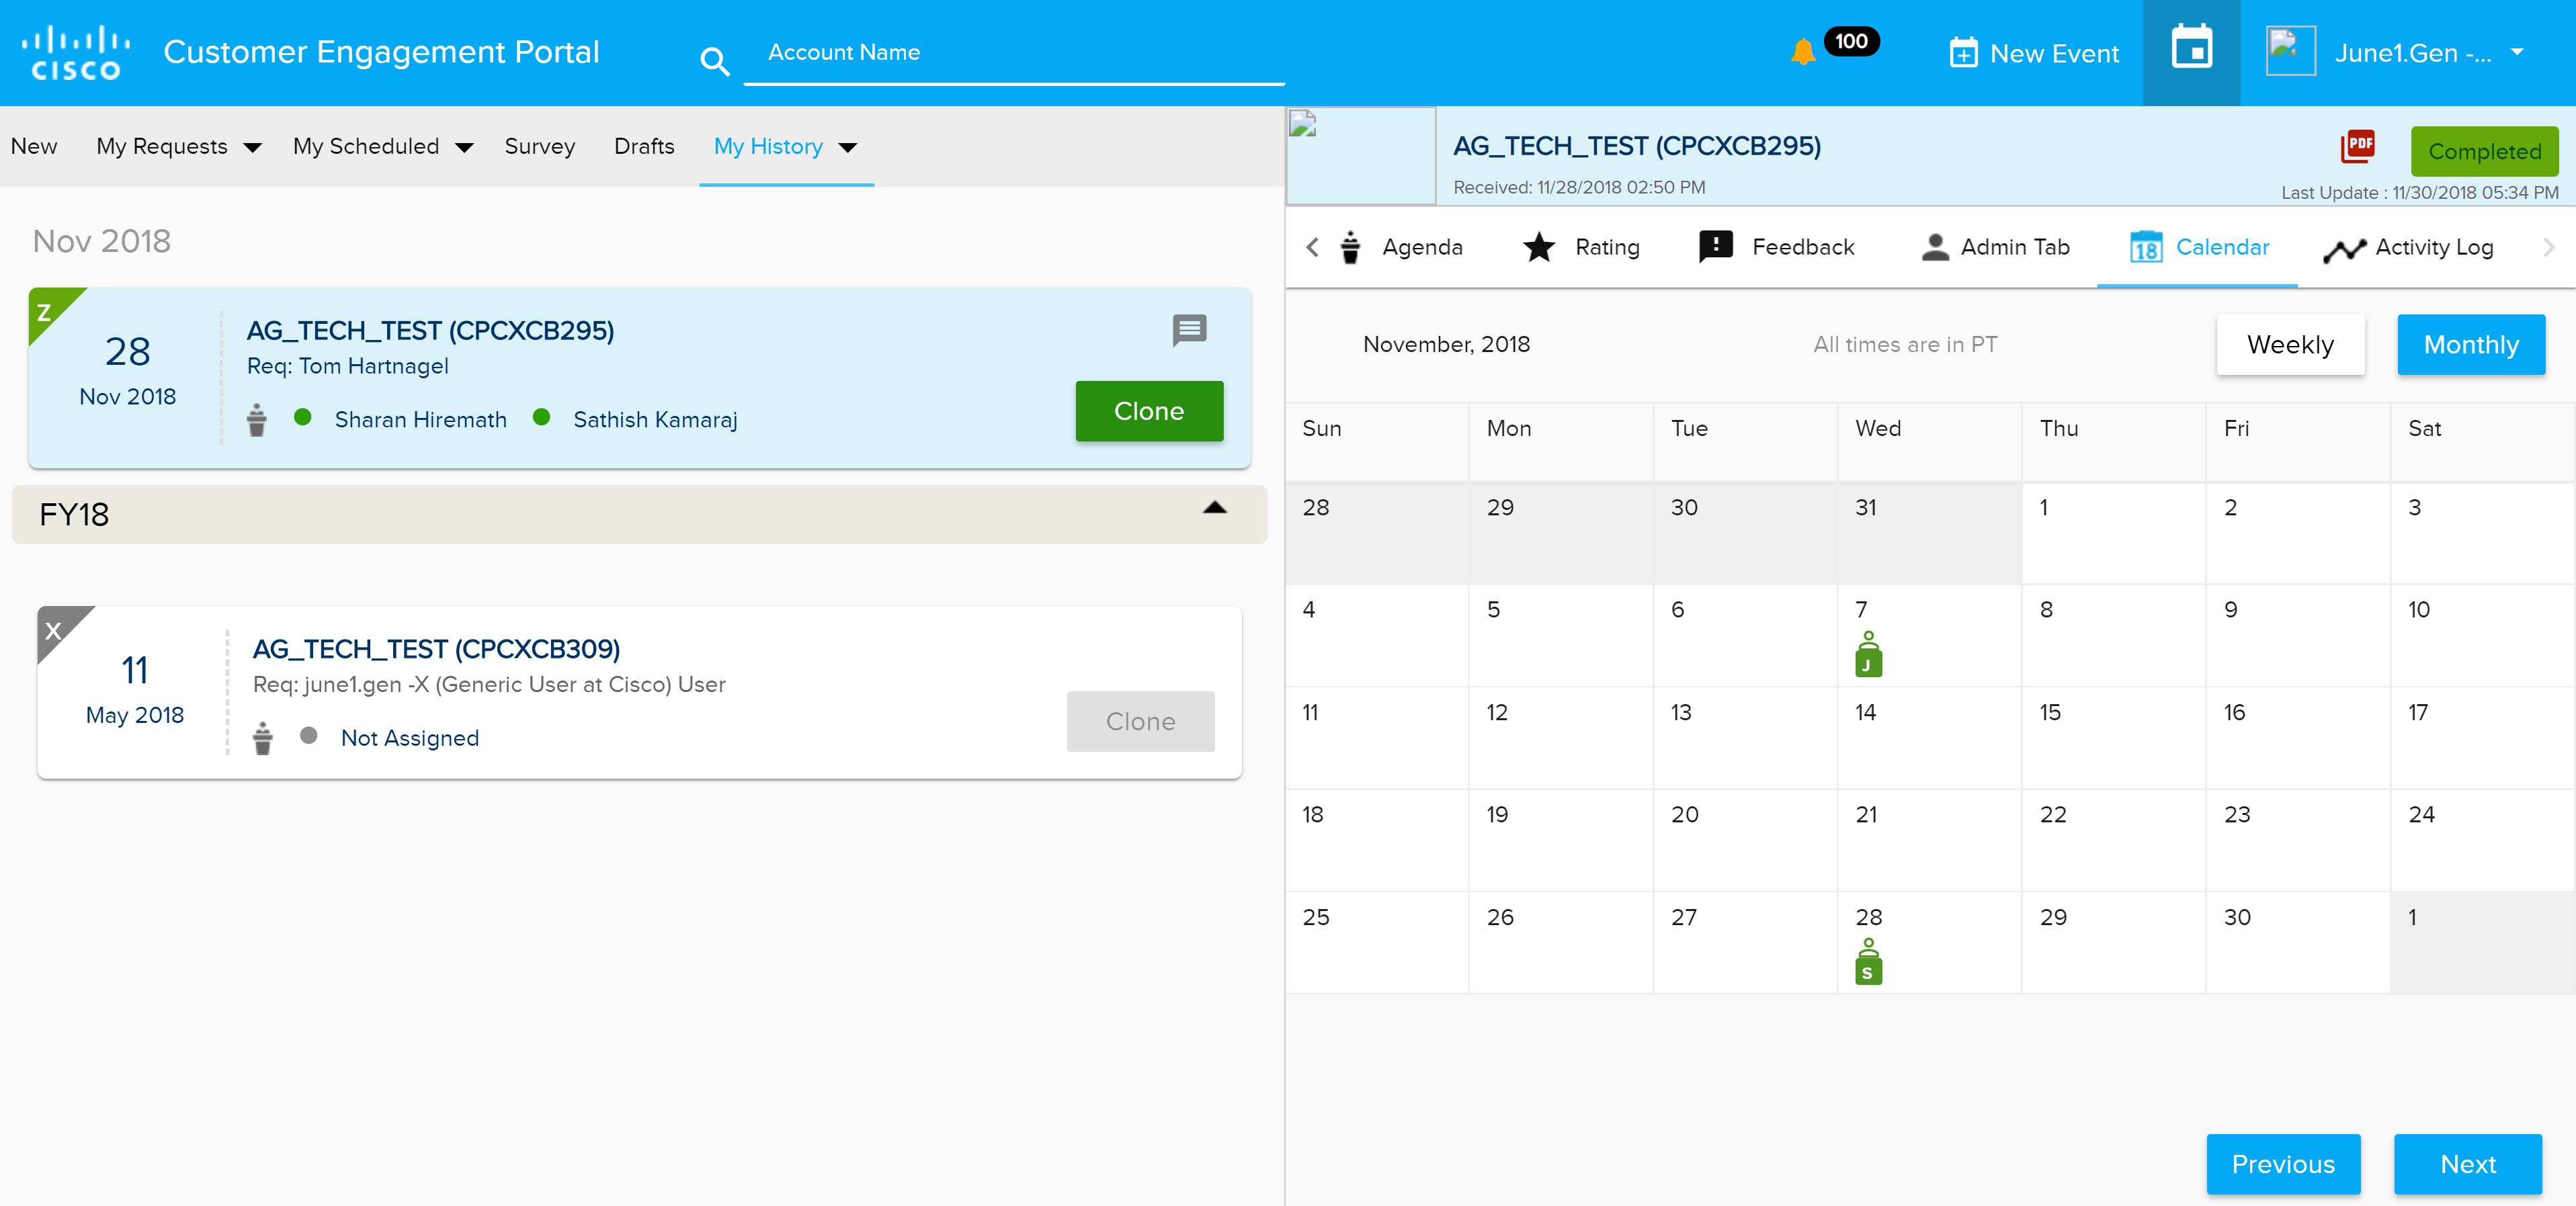 CISCO
Customer Engagement Portal
Account Name
100
New Event
June1.Gen -...
New
My Requests
My Scheduled
Survey
Drafts
My History
Nov 2018
Z
28
Nov 2018
AG_TECH_TEST (CPCXCB295)
Req: Tom Hartnagel
Sharan Hiremath
Sathish Kamaraj
Clone
FY18
X
11
May 2018
AG_TECH_TEST (CPCXCB309)
Req: june1.gen -X (Generic User at Cisco) User
Not Assigned
Clone
AG_TECH_TEST (CPCXCB295)
Received: 11/28/2018 02:50 PM
PDF
Completed
Last Update : 11/30/2018 05:34 PM
Agenda
Rating
Feedback
Admin Tab
18
Calendar
Activity Log
November, 2018
All times are in PT
Weekly
Monthly
Sun Mon Tue Wed Thu Fri Sat
28 29 30 31 1 2 3
4 5 6 7 8 9 10
J
11 12 13 14 15 16 17
18 19 20 21 22 23 24
25 26 27 28 29 30 1
S
Previous
Next